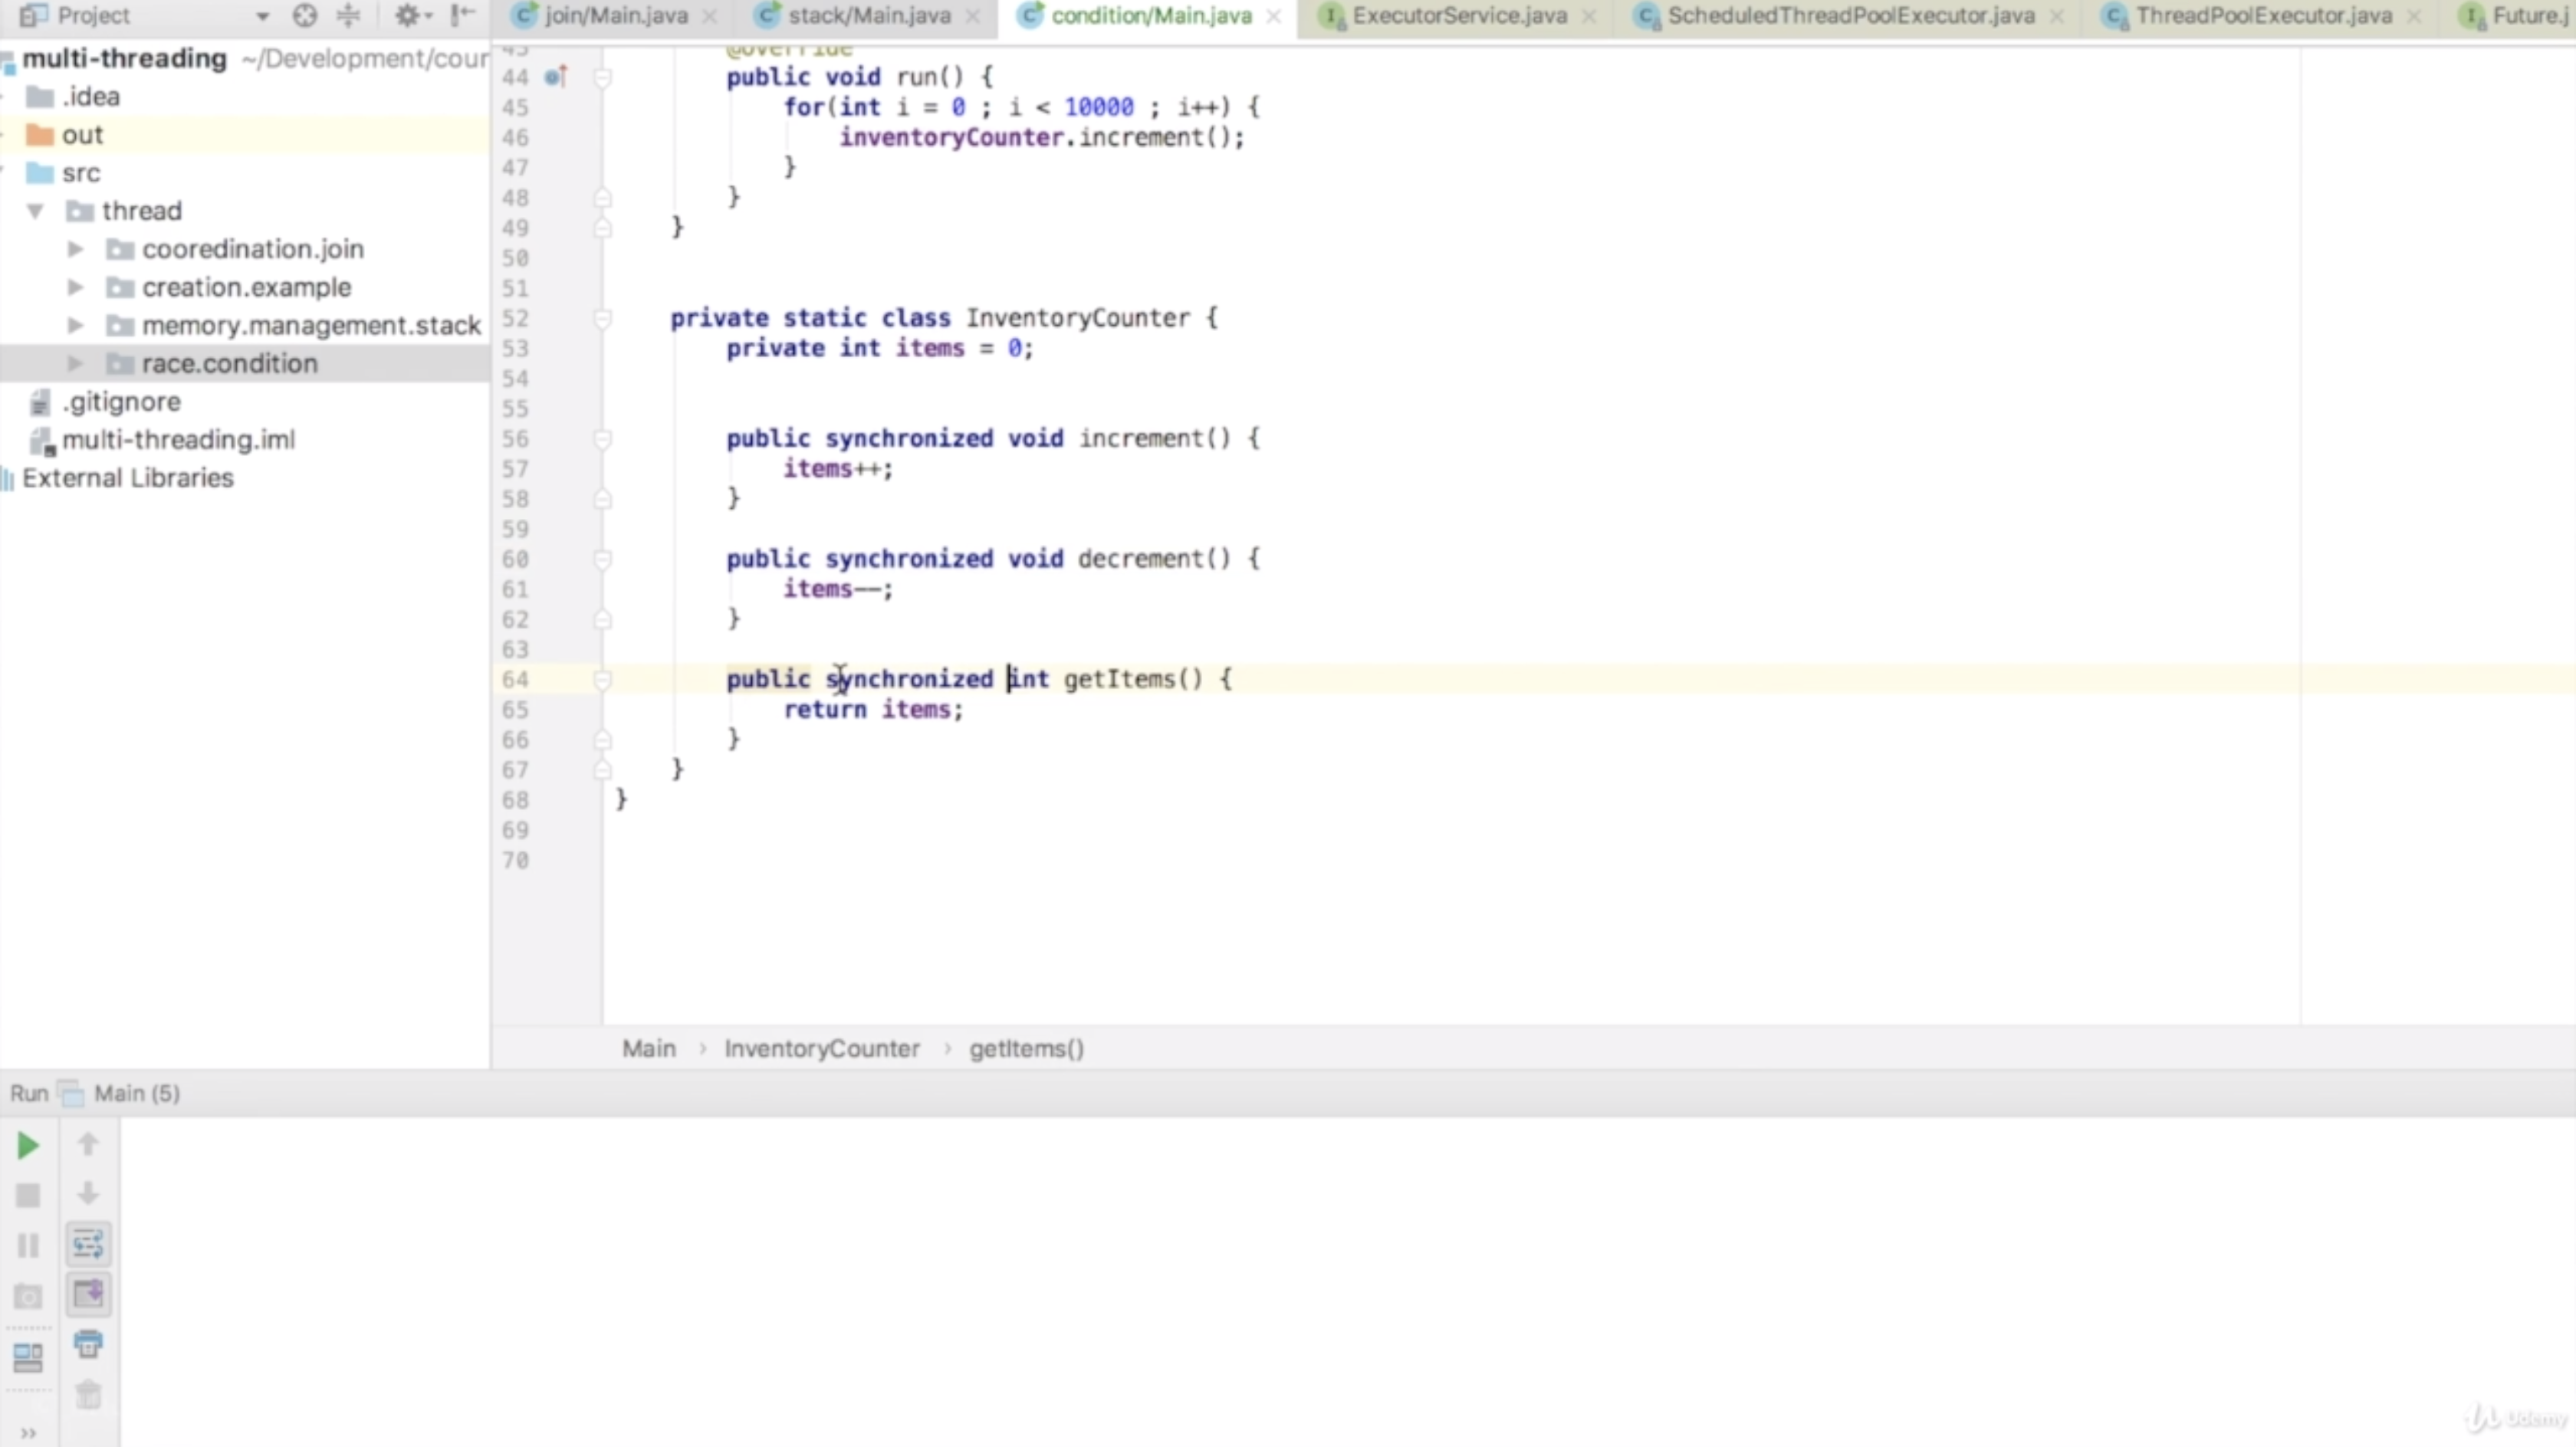 Project
join/Main.java
stack/Main.java
condition/Main.java
ExecutorService.java
ScheduledThreadPoolExecutor.java
ThreadPoolExecutor.java
Future.j
multi-threading ~/Development/cour
.idea
out
src
thread
cooredination.join
creation.example
memory.management.stack
race.condition
.gitignore
multi-threading.iml
External Libraries
43 @Override
44 public void run() {
45 for(int i = 0 ; i < 10000 ; i++) {
46 inventoryCounter.increment();
47 }
48 }
49 }
50
51
52 private static class InventoryCounter {
53 private int items = 0;
54
55
56 public synchronized void increment() {
57 items++;
58 }
59
60 public synchronized void decrement() {
61 items--;
62 }
63
64 public synchronized int getItems() {
65 return items;
66 }
67 }
68 }
69
70
Main › InventoryCounter › getItems()
Run Main (5)
Udemy